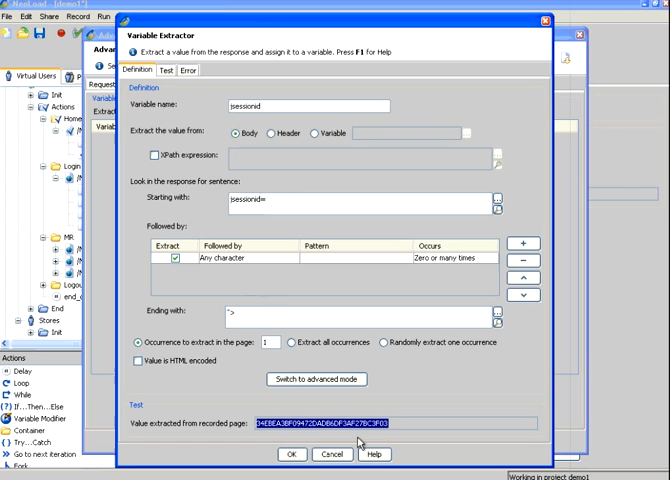 NeoLoad (demo1*)
File Edit Share Record Run
Virtual Users
Init
Actions
Home
Login
MR
Logou
end_c
End
Stores
Init
Actions
Delay
Loop
While
If...Then...Else
Variable Modifier
Container
Try...Catch
Go to next iteration
Fork
Request
Variab
Extrac
Variab
Variable Extractor
Extract a value from the response and assign it to a variable. Press F1 for Help
Definition Test Error
Definition
Variable name: jsessionid
Extract the value from: Body Header Variable
XPath expression:
Look in the response for sentence:
Starting with: jsessionid=
Followed by:
Extract Followed by Pattern Occurs
Any character Zero or many times
Ending with: ">
Occurrence to extract in the page: 1 Extract all occurrences Randomly extract one occurrence
Value is HTML encoded
Switch to advanced mode
Test
Value extracted from recorded page: 34EBEA3BF09472DADB6DF3AF27BC3F03
OK Cancel Help
Working in project demo1